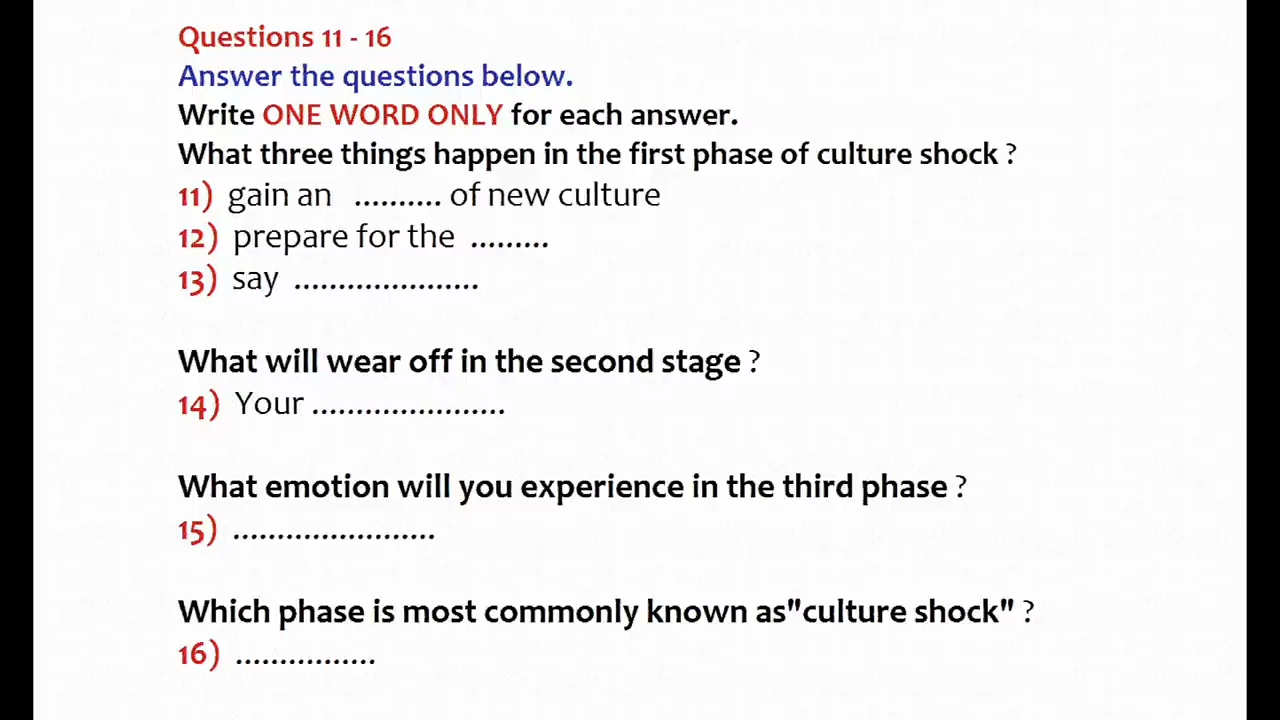 Questions 11 - 16
Answer the questions below.
Write ONE WORD ONLY for each answer.
What three things happen in the first phase of culture shock ?
11) gain an .......... of new culture
12) prepare for the .........
13) say .....................
What will wear off in the second stage ?
14) Your ......................
What emotion will you experience in the third phase ?
15) .......................
Which phase is most commonly known as"culture shock" ?
16) ................